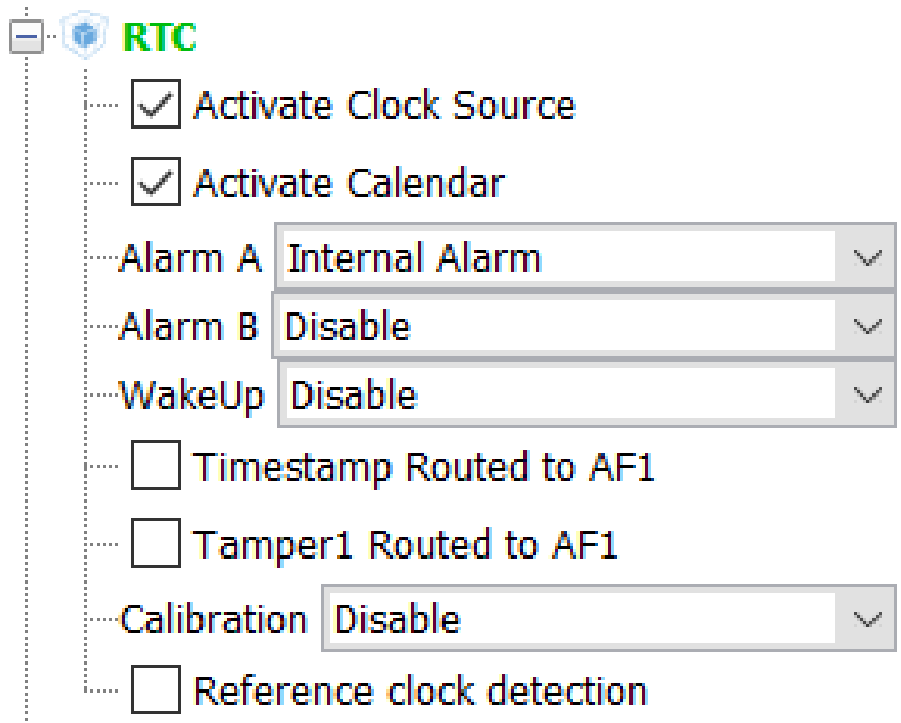 RTC
Activate Clock Source
Activate Calendar
Alarm A Internal Alarm
Alarm B Disable
WakeUp Disable
Timestamp Routed to AF1
Tamper1 Routed to AF1
Calibration Disable
Reference clock detection